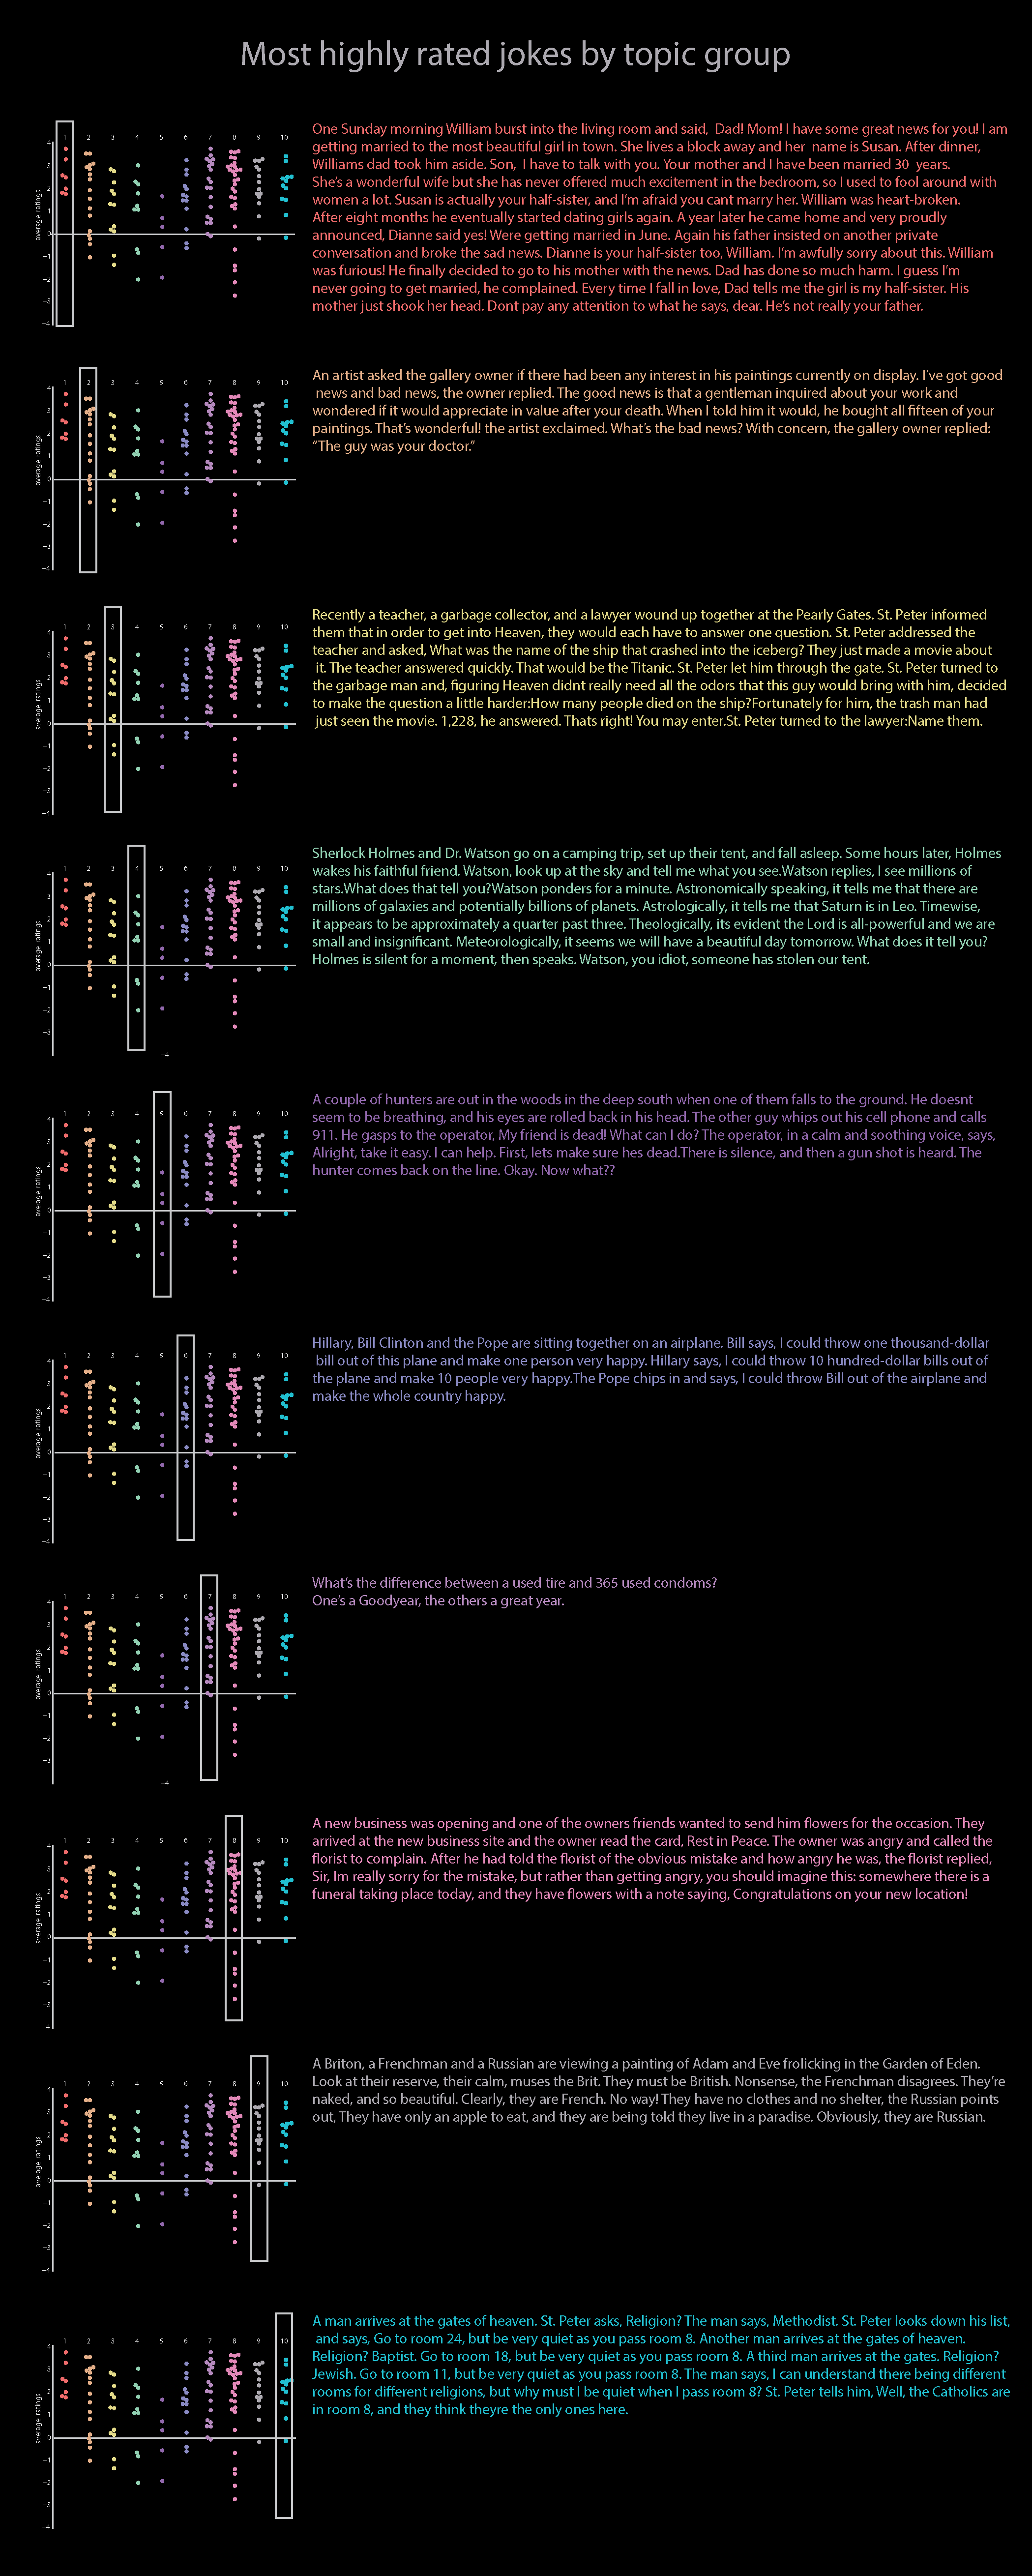 Most highly rated jokes by topic group
1 2 3 4 5 6 7 8 9 10
4
3
2
1
0
−1
−2
−3
−4
average ratings
One Sunday morning William burst into the living room and said, Dad! Mom! I have some great news for you! I am
getting married to the most beautiful girl in town. She lives a block away and her name is Susan. After dinner,
Williams dad took him aside. Son, I have to talk with you. Your mother and I have been married 30 years.
She's a wonderful wife but she has never offered much excitement in the bedroom, so I used to fool around with
women a lot. Susan is actually your half-sister, and I'm afraid you cant marry her. William was heart-broken.
After eight months he eventually started dating girls again. A year later he came home and very proudly
announced, Dianne said yes! Were getting married in June. Again his father insisted on another private
conversation and broke the sad news. Dianne is your half-sister too, William. I'm awfully sorry about this. William
was furious! He finally decided to go to his mother with the news. Dad has done so much harm. I guess I'm
never going to get married, he complained. Every time I fall in love, Dad tells me the girl is my half-sister. His
mother just shook her head. Dont pay any attention to what he says, dear. He's not really your father.
1 2 3 4 5 6 7 8 9 10
4
3
2
1
0
−1
−2
−3
−4
average ratings
An artist asked the gallery owner if there had been any interest in his paintings currently on display. I've got good
news and bad news, the owner replied. The good news is that a gentleman inquired about your work and
wondered if it would appreciate in value after your death. When I told him it would, he bought all fifteen of your
paintings. That's wonderful! the artist exclaimed. What's the bad news? With concern, the gallery owner replied:
“The guy was your doctor.”
1 2 3 4 5 6 7 8 9 10
4
3
2
1
0
−1
−2
−3
−4
average ratings
Recently a teacher, a garbage collector, and a lawyer wound up together at the Pearly Gates. St. Peter informed
them that in order to get into Heaven, they would each have to answer one question. St. Peter addressed the
teacher and asked, What was the name of the ship that crashed into the iceberg? They just made a movie about
it. The teacher answered quickly. That would be the Titanic. St. Peter let him through the gate. St. Peter turned to
the garbage man and, figuring Heaven didnt really need all the odors that this guy would bring with him, decided
to make the question a little harder:How many people died on the ship?Fortunately for him, the trash man had
just seen the movie. 1,228, he answered. Thats right! You may enter.St. Peter turned to the lawyer:Name them.
1 2 3 4 5 6 7 8 9 10
4
3
2
1
0
−1
−2
−3
−4
average ratings
Sherlock Holmes and Dr. Watson go on a camping trip, set up their tent, and fall asleep. Some hours later, Holmes
wakes his faithful friend. Watson, look up at the sky and tell me what you see.Watson replies, I see millions of
stars.What does that tell you?Watson ponders for a minute. Astronomically speaking, it tells me that there are
millions of galaxies and potentially billions of planets. Astrologically, it tells me that Saturn is in Leo. Timewise,
it appears to be approximately a quarter past three. Theologically, its evident the Lord is all-powerful and we are
small and insignificant. Meteorologically, it seems we will have a beautiful day tomorrow. What does it tell you?
Holmes is silent for a moment, then speaks. Watson, you idiot, someone has stolen our tent.
1 2 3 4 5 6 7 8 9 10
4
3
2
1
0
−1
−2
−3
−4
average ratings
A couple of hunters are out in the woods in the deep south when one of them falls to the ground. He doesnt
seem to be breathing, and his eyes are rolled back in his head. The other guy whips out his cell phone and calls
911. He gasps to the operator, My friend is dead! What can I do? The operator, in a calm and soothing voice, says,
Alright, take it easy. I can help. First, lets make sure hes dead.There is silence, and then a gun shot is heard. The
hunter comes back on the line. Okay. Now what??
1 2 3 4 5 6 7 8 9 10
4
3
2
1
0
−1
−2
−3
−4
average ratings
Hillary, Bill Clinton and the Pope are sitting together on an airplane. Bill says, I could throw one thousand-dollar
bill out of this plane and make one person very happy. Hillary says, I could throw 10 hundred-dollar bills out of
the plane and make 10 people very happy.The Pope chips in and says, I could throw Bill out of the airplane and
make the whole country happy.
1 2 3 4 5 6 7 8 9 10
4
3
2
1
0
−1
−2
−3
−4
average ratings
What's the difference between a used tire and 365 used condoms?
One's a Goodyear, the others a great year.
1 2 3 4 5 6 7 8 9 10
4
3
2
1
0
−1
−2
−3
−4
average ratings
A new business was opening and one of the owners friends wanted to send him flowers for the occasion. They
arrived at the new business site and the owner read the card, Rest in Peace. The owner was angry and called the
florist to complain. After he had told the florist of the obvious mistake and how angry he was, the florist replied,
Sir, Im really sorry for the mistake, but rather than getting angry, you should imagine this: somewhere there is a
funeral taking place today, and they have flowers with a note saying, Congratulations on your new location!
1 2 3 4 5 6 7 8 9 10
4
3
2
1
0
−1
−2
−3
−4
average ratings
A Briton, a Frenchman and a Russian are viewing a painting of Adam and Eve frolicking in the Garden of Eden.
Look at their reserve, their calm, muses the Brit. They must be British. Nonsense, the Frenchman disagrees. They're
naked, and so beautiful. Clearly, they are French. No way! They have no clothes and no shelter, the Russian points
out, They have only an apple to eat, and they are being told they live in a paradise. Obviously, they are Russian.
1 2 3 4 5 6 7 8 9 10
4
3
2
1
0
−1
−2
−3
−4
average ratings
A man arrives at the gates of heaven. St. Peter asks, Religion? The man says, Methodist. St. Peter looks down his list,
and says, Go to room 24, but be very quiet as you pass room 8. Another man arrives at the gates of heaven.
Religion? Baptist. Go to room 18, but be very quiet as you pass room 8. A third man arrives at the gates. Religion?
Jewish. Go to room 11, but be very quiet as you pass room 8. The man says, I can understand there being different
rooms for different religions, but why must I be quiet when I pass room 8? St. Peter tells him, Well, the Catholics are
in room 8, and they think theyre the only ones here.